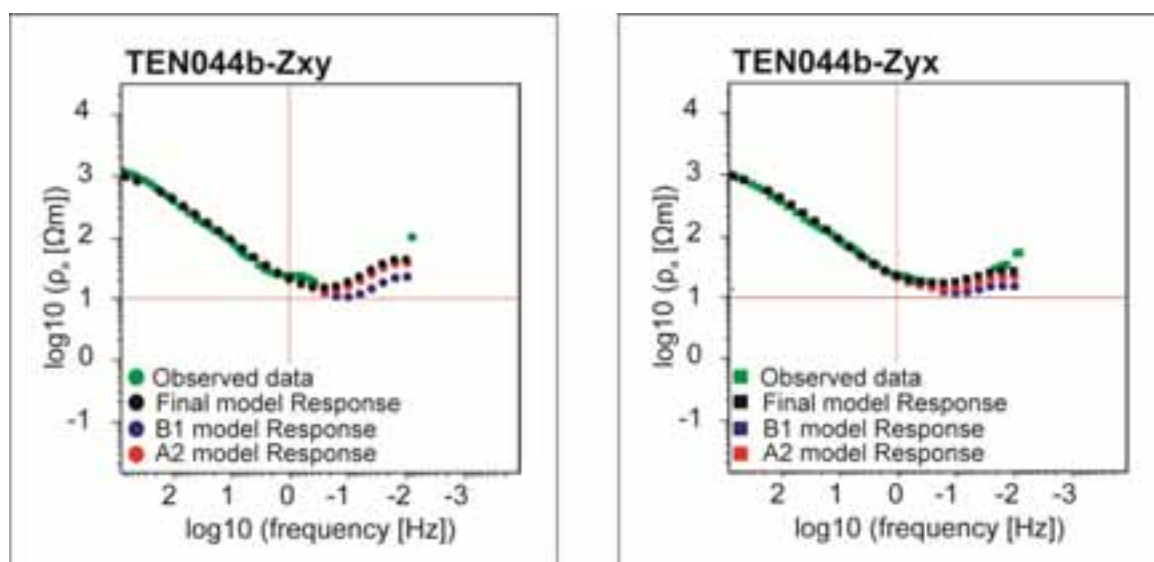 TEN044b-Zxy
4
3
2
1
0
-1
log10 (ρa [Ωm])
Observed data
Final model Response
B1 model Response
A2 model Response
2 1 0 -1 -2 -3
log10 (frequency [Hz])
TEN044b-Zyx
4
3
2
1
0
-1
log10 (ρa [Ωm])
Observed data
Final model Response
B1 model Response
A2 model Response
2 1 0 -1 -2 -3
log10 (frequency [Hz])